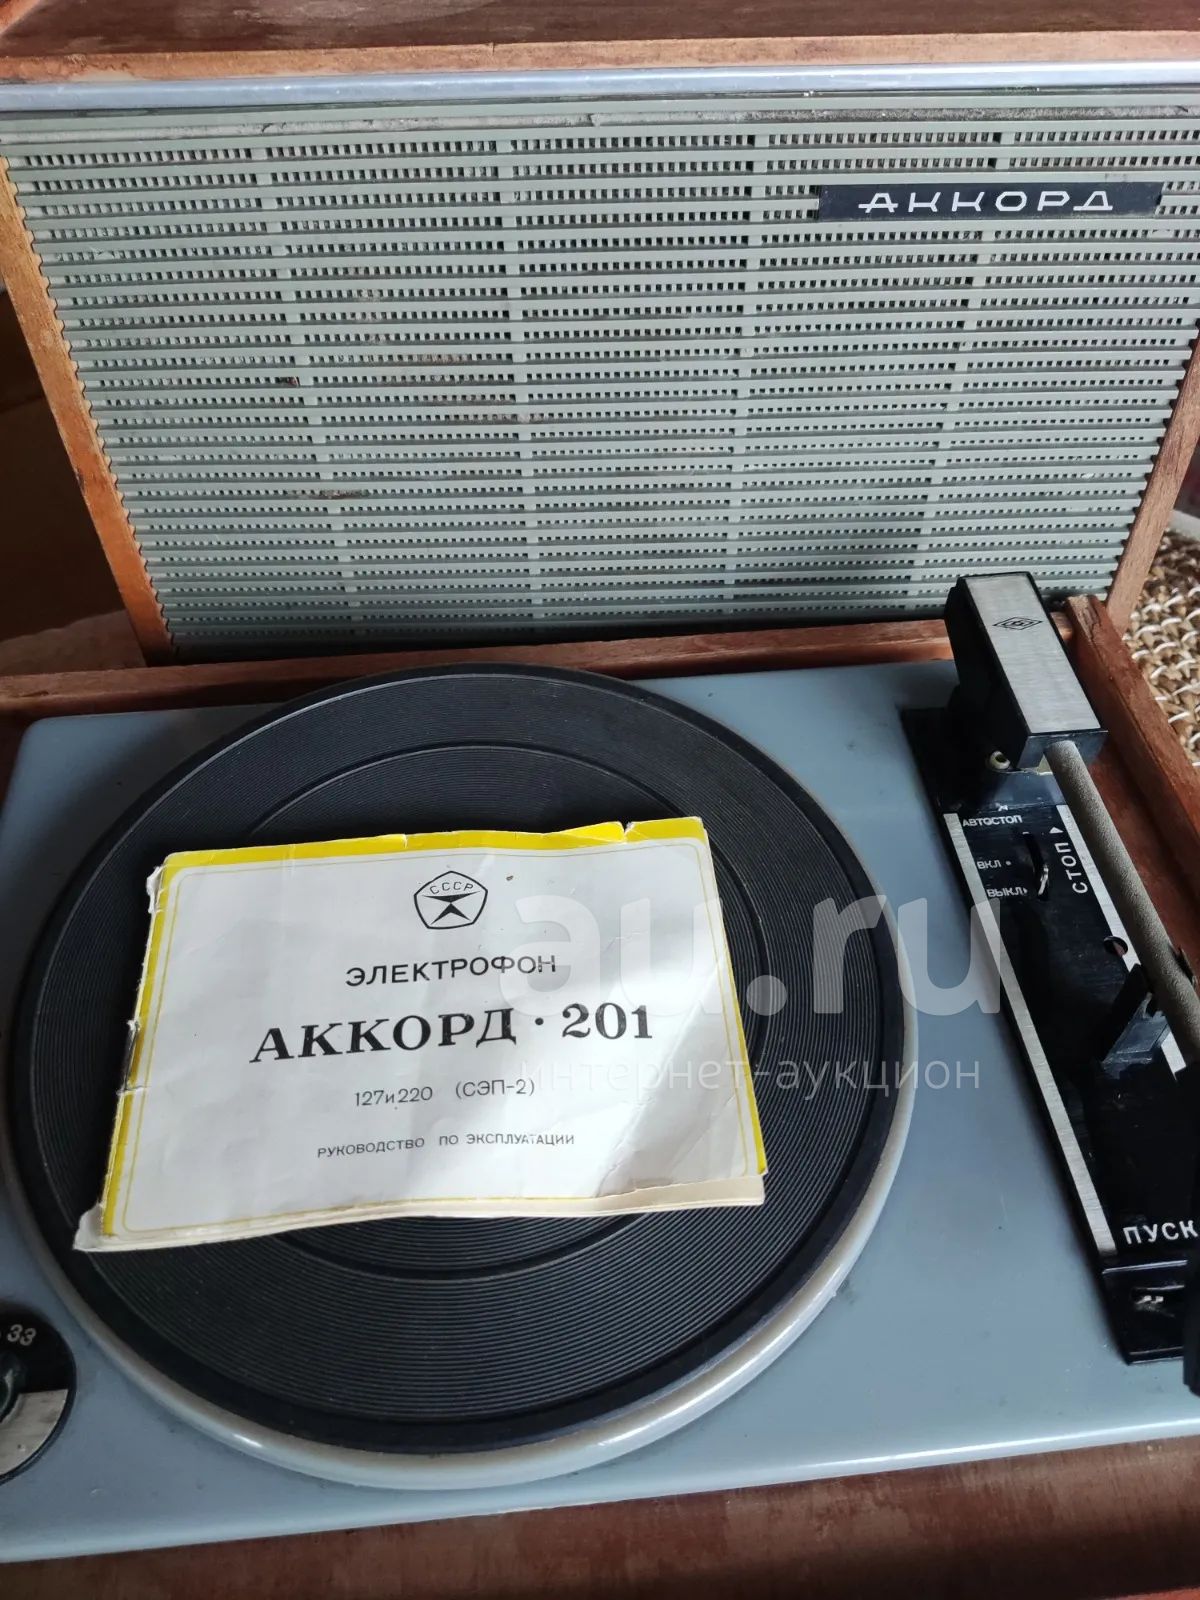 АККОРД
АВТОСТОП
ВКЛ
ВЫКЛ
СТОП
СССР
ЭЛЕКТРОФОН
АККОРД · 201
127и220 (СЭП-2)
РУКОВОДСТВО ПО ЭКСПЛУАТАЦИИ
au.ru
интернет-аукцион
ПУСК
33